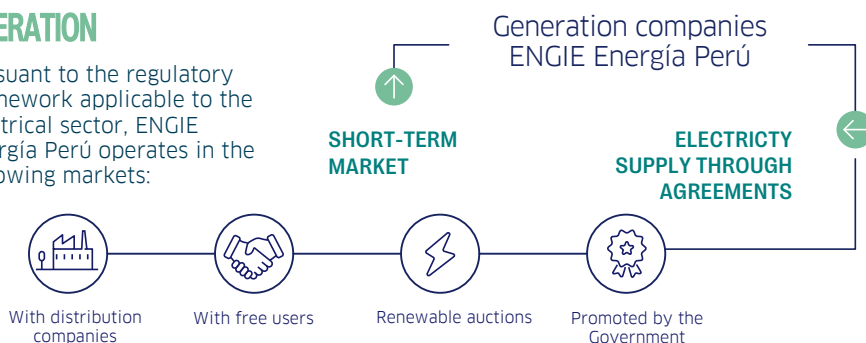 ERATION
suant to the regulatory
nework applicable to the
trical sector, ENGIE
rgía Perú operates in the
owing markets:
Generation companies
ENGIE Energía Perú
SHORT-TERM
MARKET
ELECTRICTY
SUPPLY THROUGH
AGREEMENTS
With distribution
companies
With free users
Renewable auctions
Promoted by the
Government